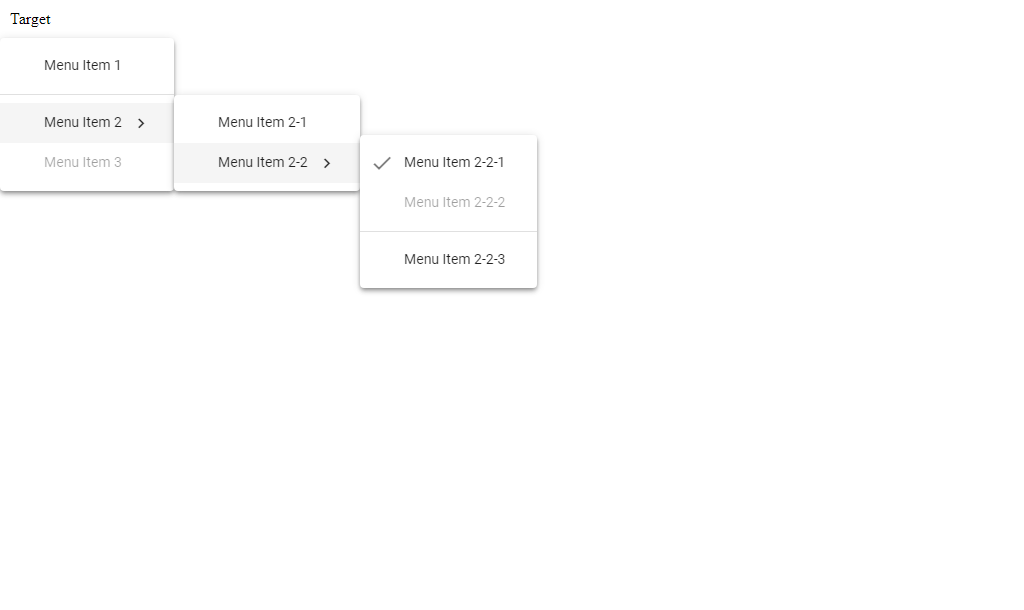 Target
Menu Item 1
Menu Item 2
Menu Item 3
Menu Item 2-1
Menu Item 2-2
Menu Item 2-2-1
Menu Item 2-2-2
Menu Item 2-2-3